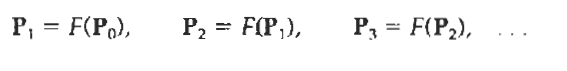 P₁ = F(P₀), P₂ = F(P₁), P₃ = F(P₂), . . .